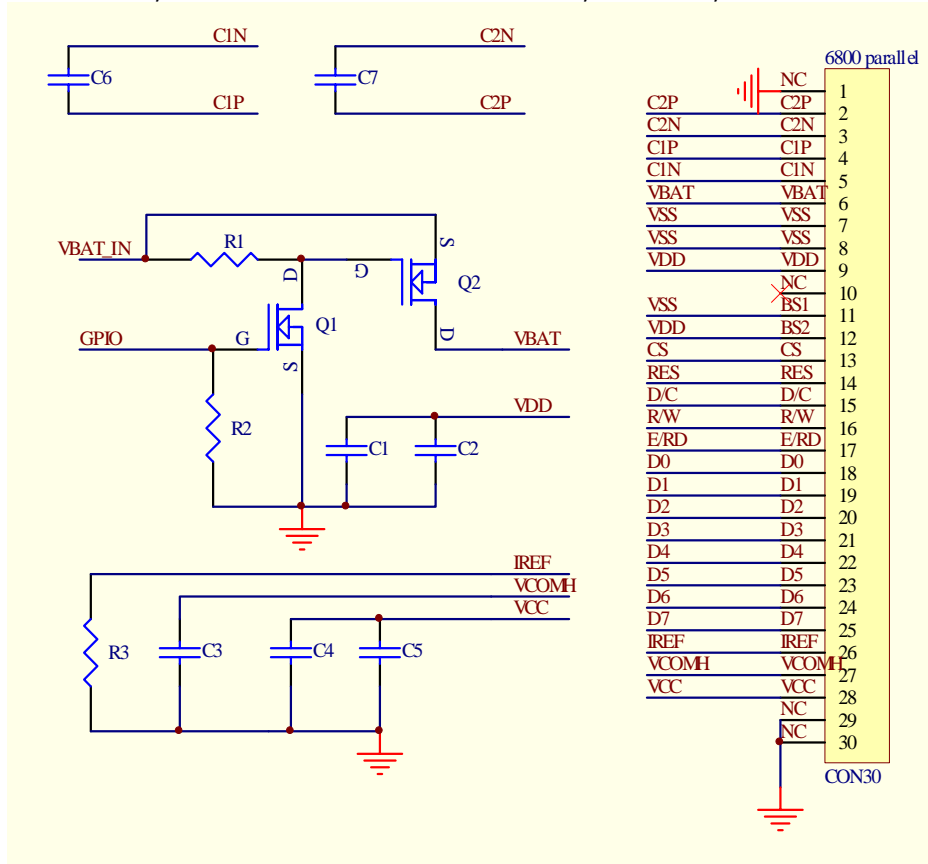 C1N
C6
C1P
C2N
C7
C2P
VBAT_IN
R1
D
G
S
Q2
D
VBAT
GPIO
G
Q1
S
R2
VDD
C1
C2
IREF
VCOMH
VCC
R3
C3
C4
C5
6800 parallel
NC 1
C2P C2P 2
C2N C2N 3
C1P C1P 4
C1N C1N 5
VBAT VBAT 6
VSS VSS 7
VSS VSS 8
VDD VDD 9
NC 10
VSS BS1 11
VDD BS2 12
CS CS 13
RES RES 14
D/C D/C 15
R/W R/W 16
E/RD E/RD 17
D0 D0 18
D1 D1 19
D2 D2 20
D3 D3 21
D4 D4 22
D5 D5 23
D6 D6 24
D7 D7 25
IREF IREF 26
VCOMH VCOMH 27
VCC VCC 28
NC 29
NC 30
CON30